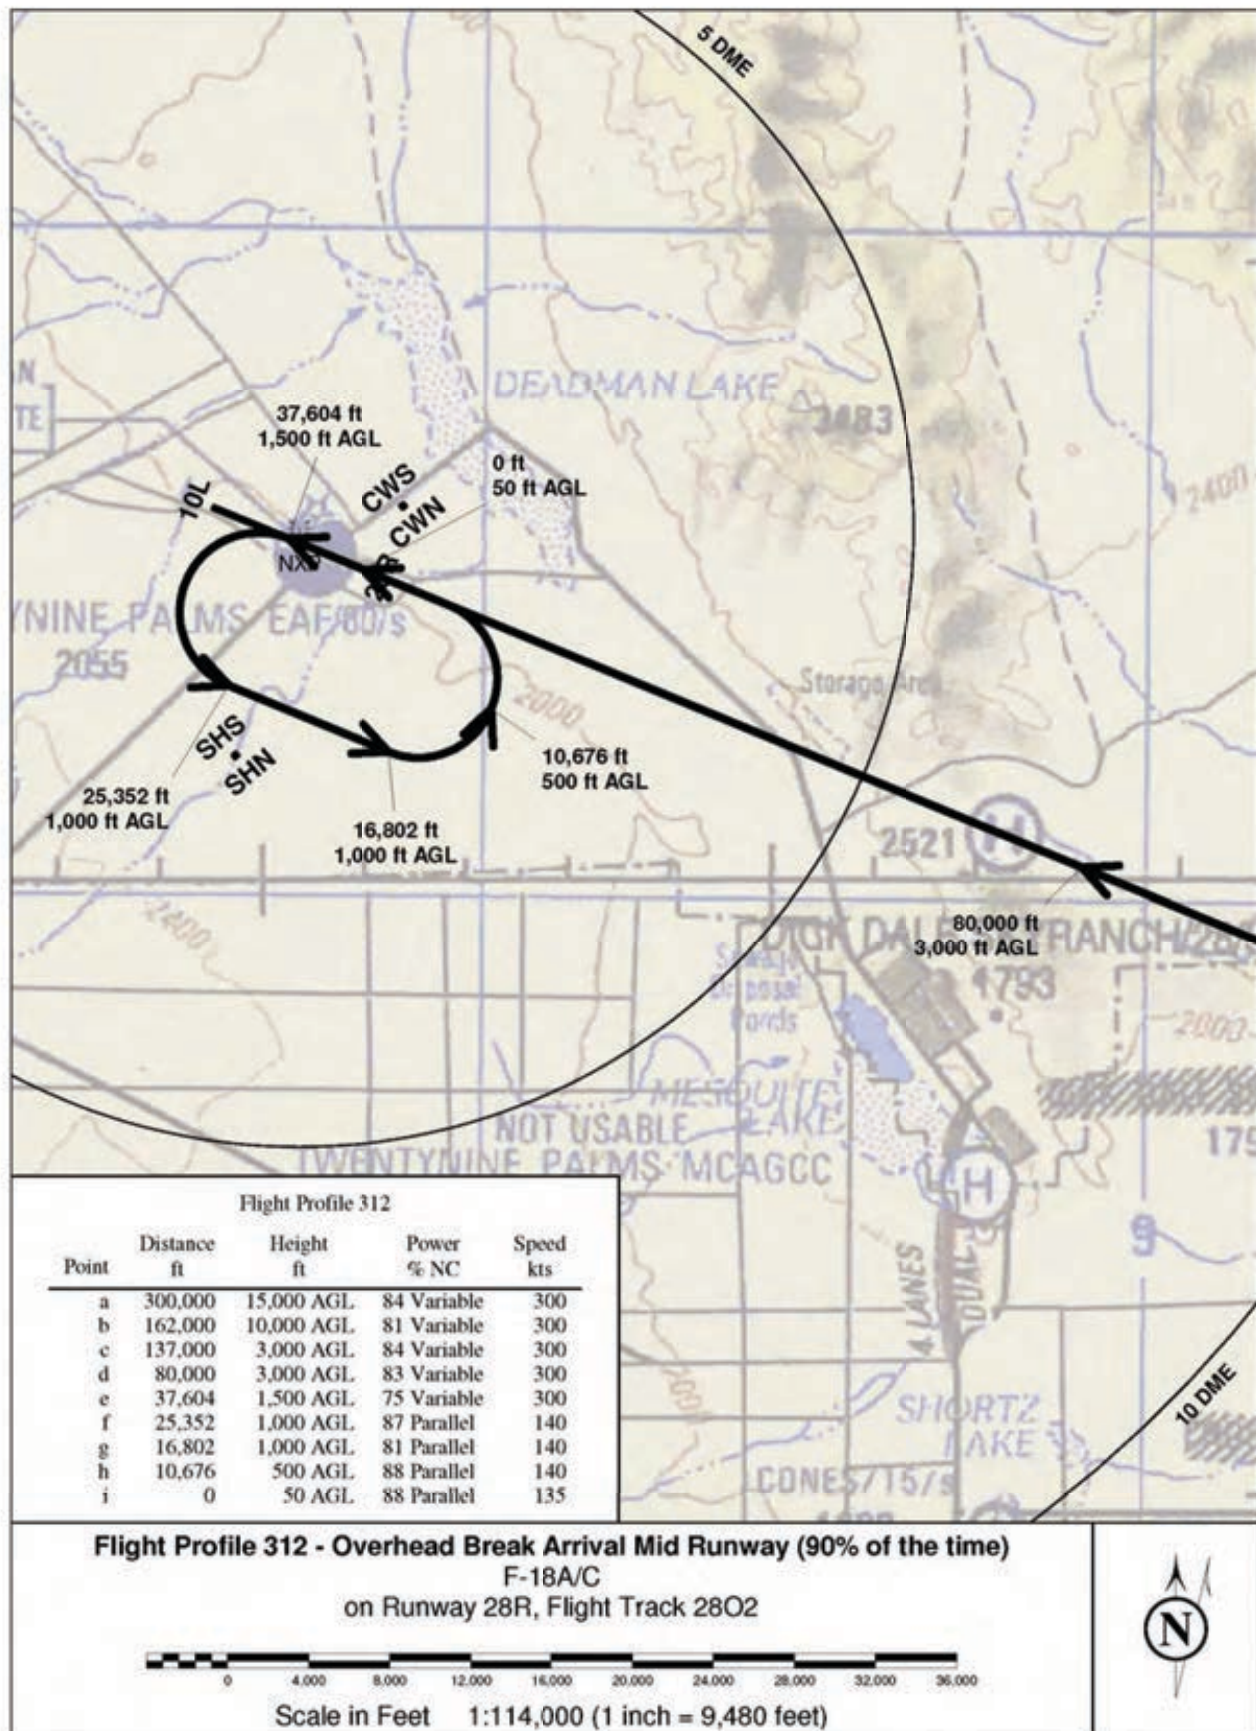 5 DME
DEADMAN LAKE
3483
2400
37,604 ft
1,500 ft AGL
CWS
CWN
0 ft
50 ft AGL
10L
TE
YNINE PALMS EAF/80/s
2055
2000
Storage Area
SHS
SHN
10,676 ft
500 ft AGL
25,352 ft
1,000 ft AGL
16,802 ft
1,000 ft AGL
2521
H
80,000 ft
3,000 ft AGL
2400
DICK DALE RANCH
1793
2000
MESQUITE
LAKE
NOT USABLE
TWENTYNINE PALMS MCAGCC
175
H
4 LANES
DUAL
2000
SHORTZ
LAKE
CONES/15/s
10 DME
Flight Profile 312
Point Distance ft Height ft Power % NC Speed kts
a 300,000 15,000 AGL 84 Variable 300
b 162,000 10,000 AGL 81 Variable 300
c 137,000 3,000 AGL 84 Variable 300
d 80,000 3,000 AGL 83 Variable 300
e 37,604 1,500 AGL 75 Variable 300
f 25,352 1,000 AGL 87 Parallel 140
g 16,802 1,000 AGL 81 Parallel 140
h 10,676 500 AGL 88 Parallel 140
i 0 50 AGL 88 Parallel 135
Flight Profile 312 - Overhead Break Arrival Mid Runway (90% of the time)
F-18A/C
on Runway 28R, Flight Track 28O2
0 4,000 8,000 12,000 16,000 20,000 24,000 28,000 32,000 36,000
Scale in Feet 1:114,000 (1 inch = 9,480 feet)
N